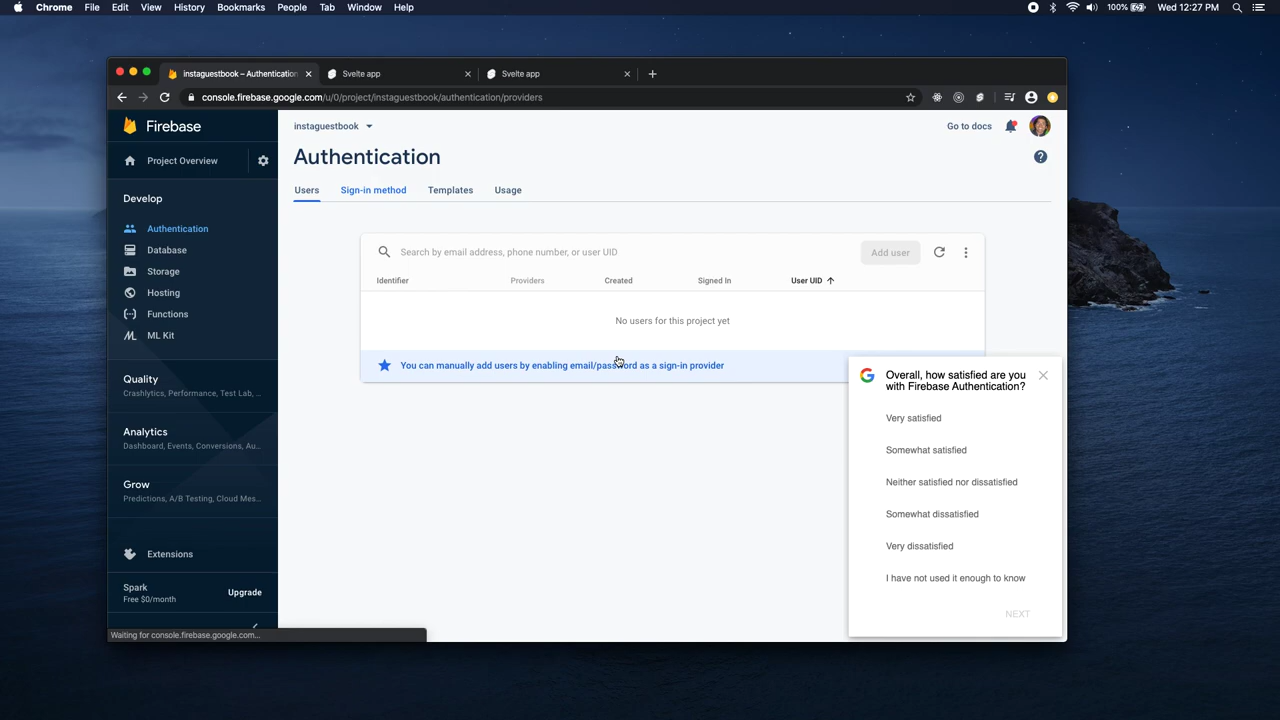 Chrome File Edit View History Bookmarks People Tab Window Help
100% Wed 12:27 PM
instaguestbook – Authentication
Svelte app
Svelte app
console.firebase.google.com/u/0/project/instaguestbook/authentication/providers
Firebase
Project Overview
Develop
Authentication
Database
Storage
Hosting
Functions
ML Kit
Quality
Crashlytics, Performance, Test Lab, ...
Analytics
Dashboard, Events, Conversions, Au...
Grow
Predictions, A/B Testing, Cloud Mes...
Extensions
Spark
Free $0/month
Upgrade
Waiting for console.firebase.google.com...
instaguestbook
Go to docs
Authentication
Users Sign-in method Templates Usage
Search by email address, phone number, or user UID
Add user
Identifier Providers Created Signed In User UID
No users for this project yet
You can manually add users by enabling email/password as a sign-in provider
Overall, how satisfied are you
with Firebase Authentication?
Very satisfied
Somewhat satisfied
Neither satisfied nor dissatisfied
Somewhat dissatisfied
Very dissatisfied
I have not used it enough to know
NEXT